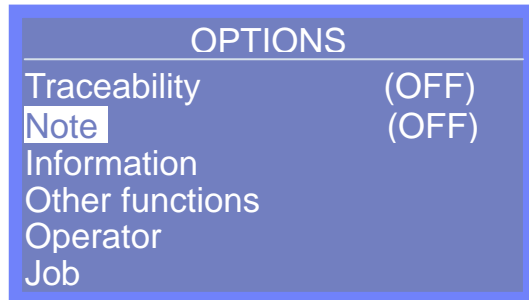 OPTIONS
Traceability (OFF)
Note (OFF)
Information
Other functions
Operator
Job